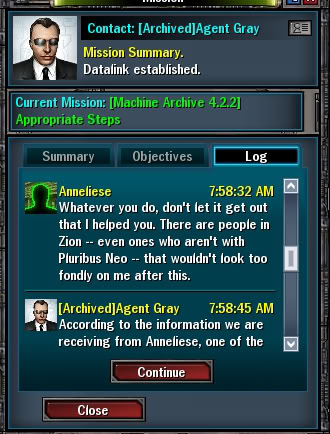 Mission
Contact: [Archived]Agent Gray
Mission Summary.
Datalink established.
Current Mission: [Machine Archive 4.2.2]
Appropriate Steps
Summary Objectives Log
Anneliese 7:58:32 AM
Whatever you do, don't let it get out
that I helped you. There are people in
Zion -- even ones who aren't with
Pluribus Neo -- that wouldn't look too
fondly on me after this.
[Archived]Agent Gray 7:58:45 AM
According to the information we are
receiving from Anneliese, one of the
Continue
Close